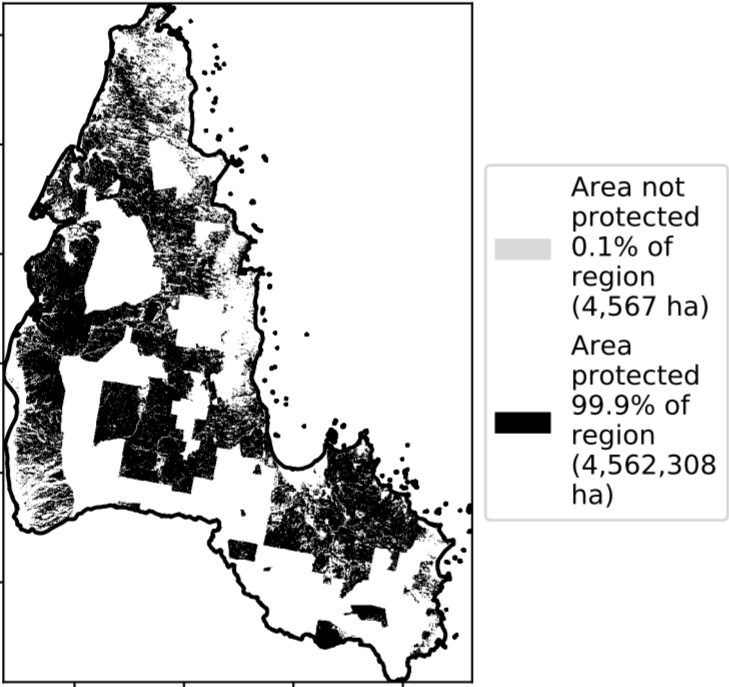 Area not
protected
0.1% of
region
(4,567 ha)
Area
protected
99.9% of
region
(4,562,308
ha)